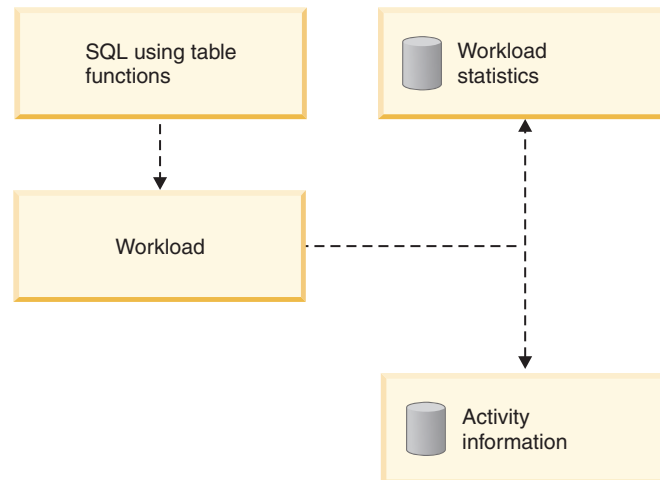 SQL using table
functions
Workload
statistics
Workload
Activity
information